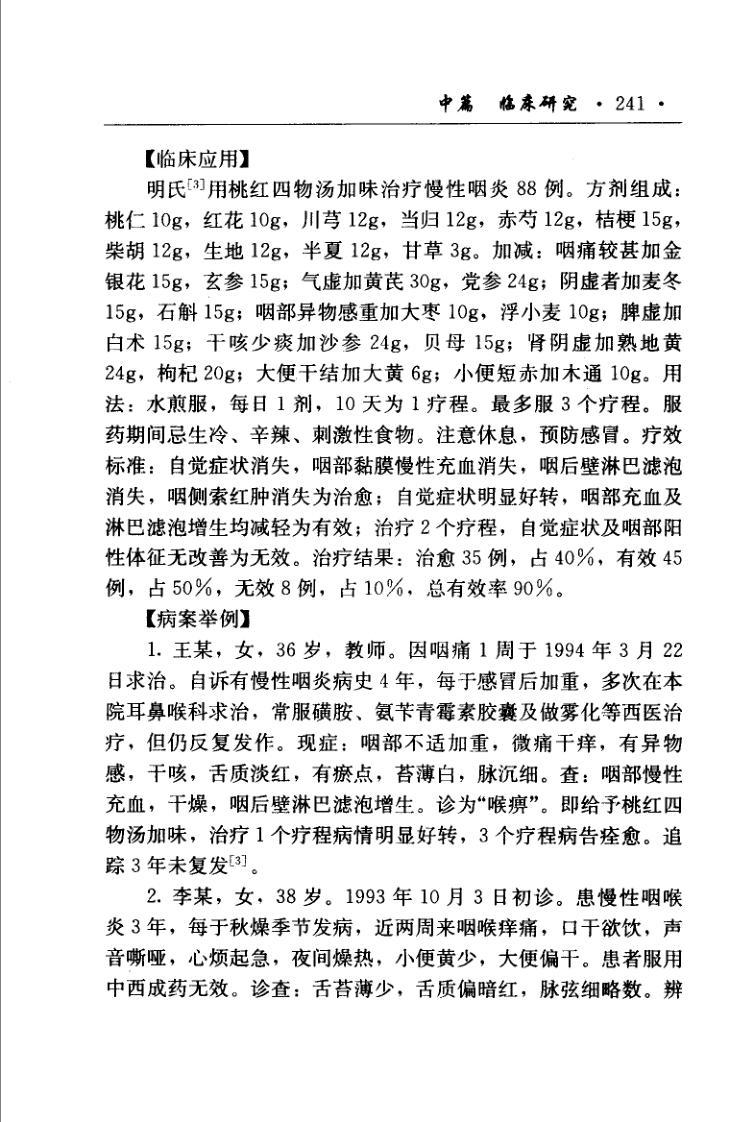 中篇 临床研究 · 241 ·
【临床应用】
明氏[3]用桃红四物汤加味治疗慢性咽炎 88 例。方剂组成：
桃仁 10g，红花 10g，川芎 12g，当归 12g，赤芍 12g，桔梗 15g，
柴胡 12g，生地 12g，半夏 12g，甘草 3g。加减：咽痛较甚加金
银花 15g，玄参 15g；气虚加黄芪 30g，党参 24g；阴虚者加麦冬
15g，石斛 15g；咽部异物感重加大枣 10g，浮小麦 10g；脾虚加
白术 15g；干咳少痰加沙参 24g，贝母 15g；肾阴虚加熟地黄
24g，枸杞 20g；大便干结加大黄 6g；小便短赤加木通 10g。用
法：水煎服，每日 1 剂，10 天为 1 疗程。最多服 3 个疗程。服
药期间忌生冷、辛辣、刺激性食物。注意休息，预防感冒。疗效
标准：自觉症状消失，咽部黏膜慢性充血消失，咽后壁淋巴滤泡
消失，咽侧索红肿消失为治愈；自觉症状明显好转，咽部充血及
淋巴滤泡增生均减轻为有效；治疗 2 个疗程，自觉症状及咽部阳
性体征无改善为无效。治疗结果：治愈 35 例，占 40%，有效 45
例，占 50%，无效 8 例，占 10%，总有效率 90%。
【病案举例】
1. 王某，女，36 岁，教师。因咽痛 1 周于 1994 年 3 月 22
日求治。自诉有慢性咽炎病史 4 年，每于感冒后加重，多次在本
院耳鼻喉科求治，常服磺胺、氨苄青霉素胶囊及做雾化等西医治
疗，但仍反复发作。现症：咽部不适加重，微痛干痒，有异物
感，干咳，舌质淡红，有瘀点，苔薄白，脉沉细。查：咽部慢性
充血，干燥，咽后壁淋巴滤泡增生。诊为“喉痹”。即给予桃红四
物汤加味，治疗 1 个疗程病情明显好转，3 个疗程病告痊愈。追
踪 3 年未复发[3]。
2. 李某，女，38 岁。1993 年 10 月 3 日初诊。患慢性咽喉
炎 3 年，每于秋燥季节发病，近两周来咽喉痒痛，口干欲饮，声
音嘶哑，心烦起急，夜间燥热，小便黄少，大便偏干。患者服用
中西成药无效。诊查：舌苔薄少，舌质偏暗红，脉弦细略数。辨